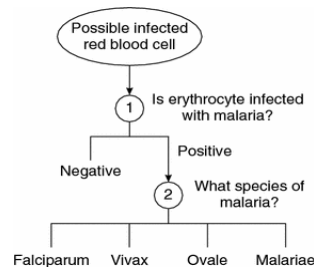 Possible infected
red blood cell
1
Is erythrocyte infected
with malaria?
Negative
Positive
2
What species of
malaria?
Falciparum Vivax Ovale Malariae